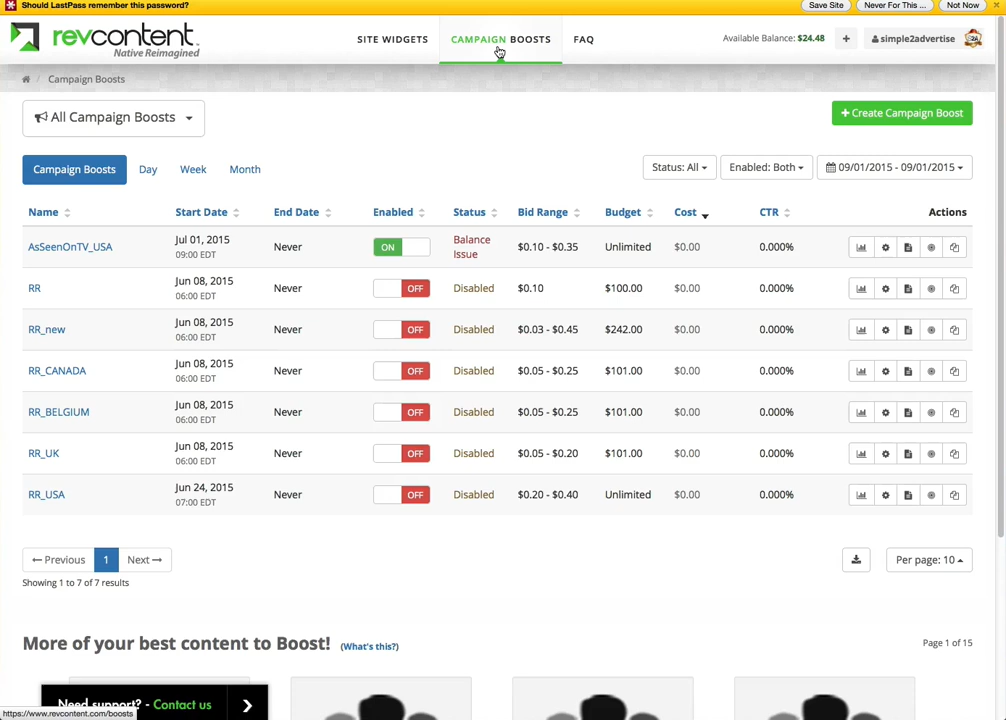 Should LastPass remember this password?
Save Site
Never For This ...
Not Now
revcontent
Native Reimagined
SITE WIDGETS
CAMPAIGN BOOSTS
FAQ
Available Balance: $24.48
+
simple2advertise
/ Campaign Boosts
All Campaign Boosts
+ Create Campaign Boost
Campaign Boosts
Day
Week
Month
Status: All
Enabled: Both
09/01/2015 - 09/01/2015
Name Start Date End Date Enabled Status Bid Range Budget Cost CTR Actions
AsSeenOnTV_USA Jul 01, 2015 09:00 EDT Never ON Balance Issue $0.10 - $0.35 Unlimited $0.00 0.000%
RR Jun 08, 2015 06:00 EDT Never OFF Disabled $0.10 $100.00 $0.00 0.000%
RR_new Jun 08, 2015 06:00 EDT Never OFF Disabled $0.03 - $0.45 $242.00 $0.00 0.000%
RR_CANADA Jun 08, 2015 06:00 EDT Never OFF Disabled $0.05 - $0.25 $101.00 $0.00 0.000%
RR_BELGIUM Jun 08, 2015 06:00 EDT Never OFF Disabled $0.05 - $0.25 $101.00 $0.00 0.000%
RR_UK Jun 08, 2015 06:00 EDT Never OFF Disabled $0.05 - $0.20 $101.00 $0.00 0.000%
RR_USA Jun 24, 2015 07:00 EDT Never OFF Disabled $0.20 - $0.40 Unlimited $0.00 0.000%
← Previous
1
Next →
Per page: 10
Showing 1 to 7 of 7 results
More of your best content to Boost! (What's this?)
Page 1 of 15
Need support? - Contact us
https://www.revcontent.com/boosts